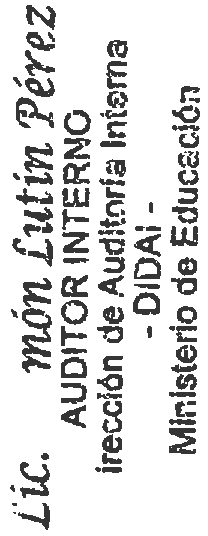 Lic. món Lutín Pérez
AUDITOR INTERNO
irección de Auditoría Interna
- DIDAI -
Ministerio de Educación